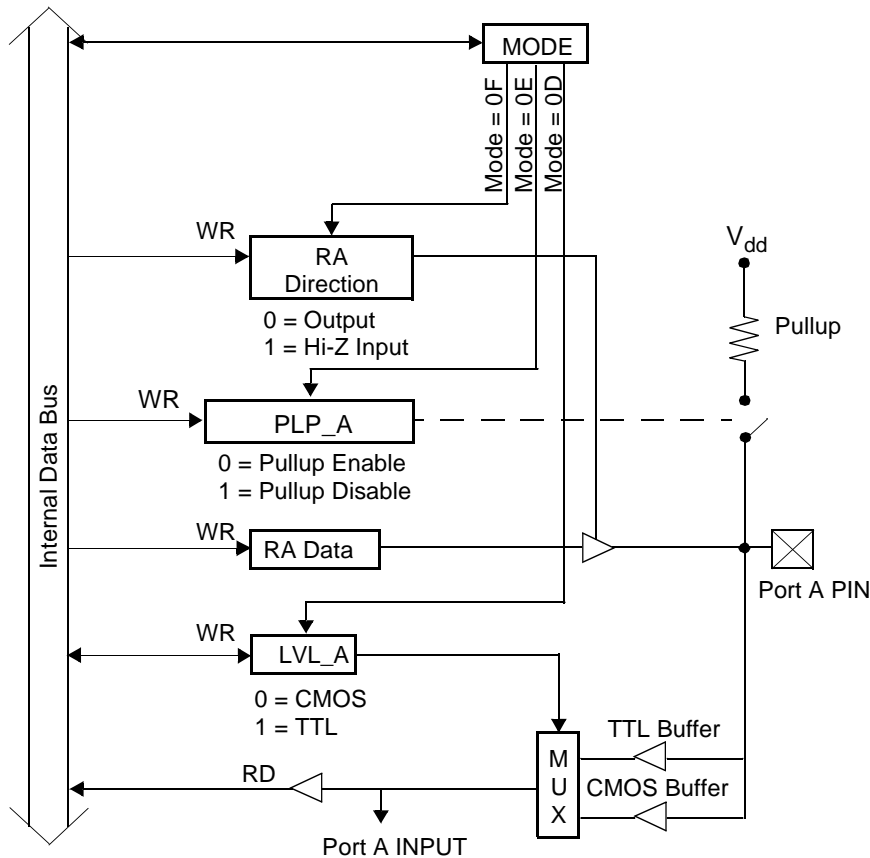 MODE
Mode = 0F
Mode = 0E
Mode = 0D
WR
RA
Direction
0 = Output
1 = Hi-Z Input
Vdd
Pullup
WR
PLP_A
0 = Pullup Enable
1 = Pullup Disable
Internal Data Bus
WR
RA Data
Port A PIN
WR
LVL_A
0 = CMOS
1 = TTL
TTL Buffer
M
U
X
CMOS Buffer
RD
Port A INPUT